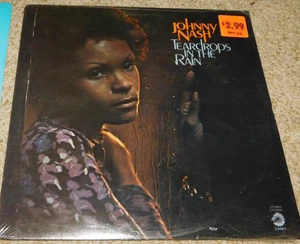 JOHNNY
NASH
TEARDROPS
IN THE
RAIN
$2.99